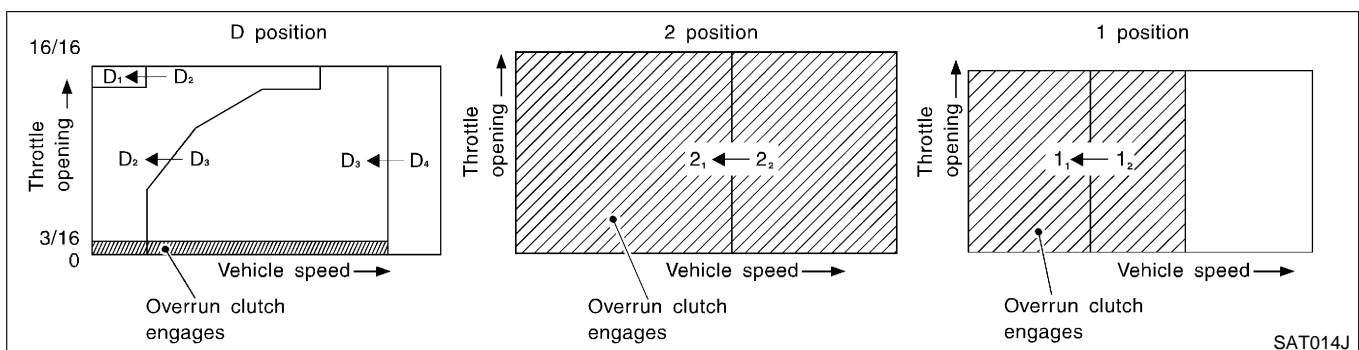 D position
16/16
D₁ ← D₂
D₂ ← D₃
D₃ ← D₄
Throttle
opening →
3/16
0
Vehicle speed →
Overrun clutch
engages
2 position
Throttle
opening →
2₁ ← 2₂
Vehicle speed →
Overrun clutch
engages
1 position
Throttle
opening →
1₁ ← 1₂
Vehicle speed →
Overrun clutch
engages
SAT014J